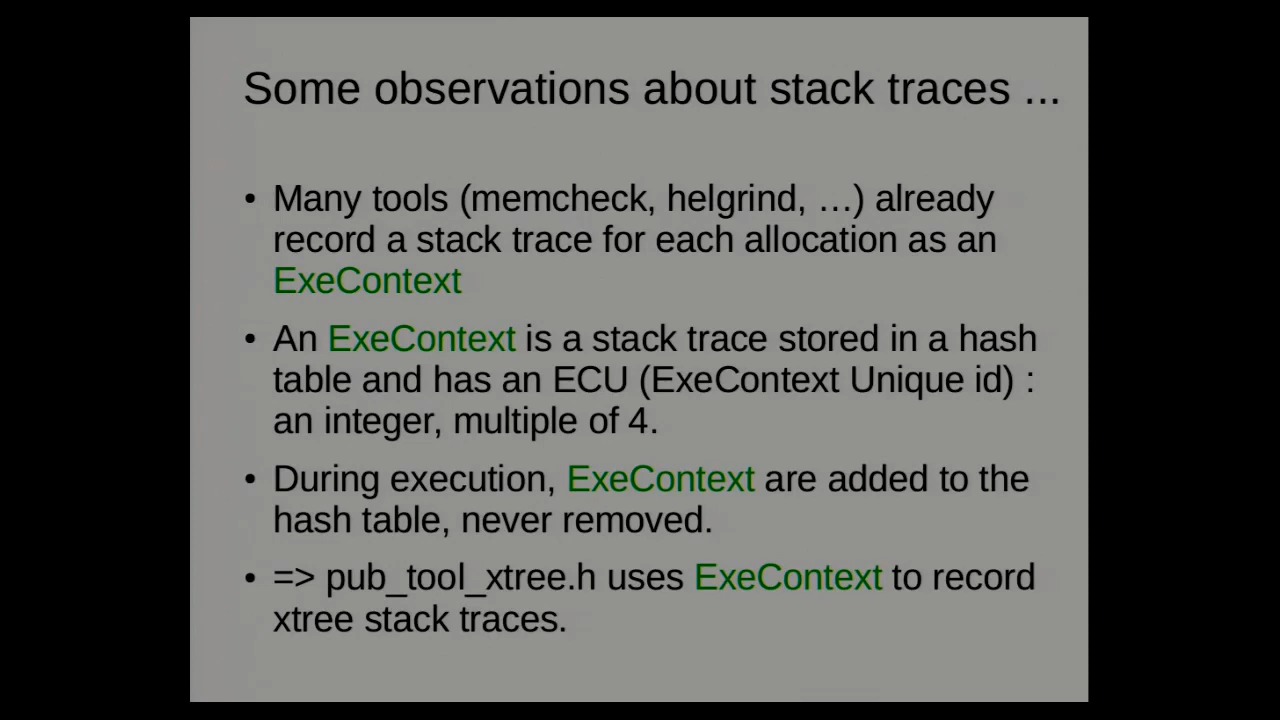 Some observations about stack traces ...
• Many tools (memcheck, helgrind, …) already
record a stack trace for each allocation as an
ExeContext
• An ExeContext is a stack trace stored in a hash
table and has an ECU (ExeContext Unique id) :
an integer, multiple of 4.
• During execution, ExeContext are added to the
hash table, never removed.
• => pub_tool_xtree.h uses ExeContext to record
xtree stack traces.